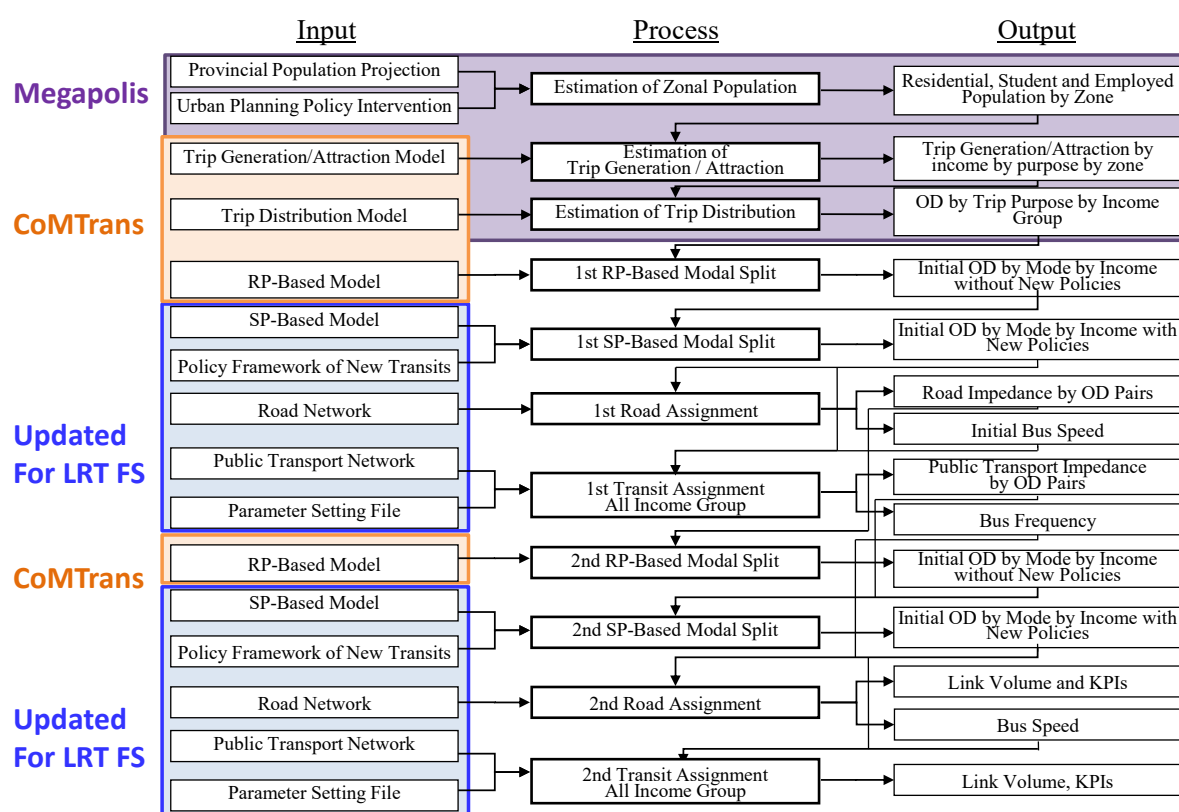 Input
Process
Output
Megapolis
Provincial Population Projection
Urban Planning Policy Intervention
Estimation of Zonal Population
Residential, Student and Employed
Population by Zone
CoMTrans
Trip Generation/Attraction Model
Estimation of
Trip Generation / Attraction
Trip Generation/Attraction by
income by purpose by zone
Trip Distribution Model
Estimation of Trip Distribution
OD by Trip Purpose by Income
Group
RP-Based Model
1st RP-Based Modal Split
Initial OD by Mode by Income
without New Policies
Updated
For LRT FS
SP-Based Model
Policy Framework of New Transits
1st SP-Based Modal Split
Initial OD by Mode by Income with
New Policies
Road Network
1st Road Assignment
Road Impedance by OD Pairs
Initial Bus Speed
Public Transport Network
Parameter Setting File
1st Transit Assignment
All Income Group
Public Transport Impedance
by OD Pairs
Bus Frequency
CoMTrans
RP-Based Model
2nd RP-Based Modal Split
Initial OD by Mode by Income
without New Policies
Updated
For LRT FS
SP-Based Model
Policy Framework of New Transits
2nd SP-Based Modal Split
Initial OD by Mode by Income with
New Policies
Road Network
2nd Road Assignment
Link Volume and KPIs
Bus Speed
Public Transport Network
Parameter Setting File
2nd Transit Assignment
All Income Group
Link Volume, KPIs